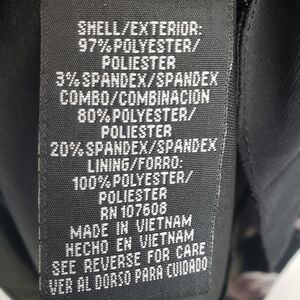 SHELL/EXTERIOR:
97% POLYESTER/
POLIESTER
3% SPANDEX/SPANDEX
COMBO/COMBINACION
80% POLYESTER/
POLIESTER
20% SPANDEX/SPANDEX
LINING/FORRO:
100% POLYESTER/
POLIESTER
RN 107608
MADE IN VIETNAM
HECHO EN VIETNAM
SEE REVERSE FOR CARE
VER AL DORSO PARA CUIDADO